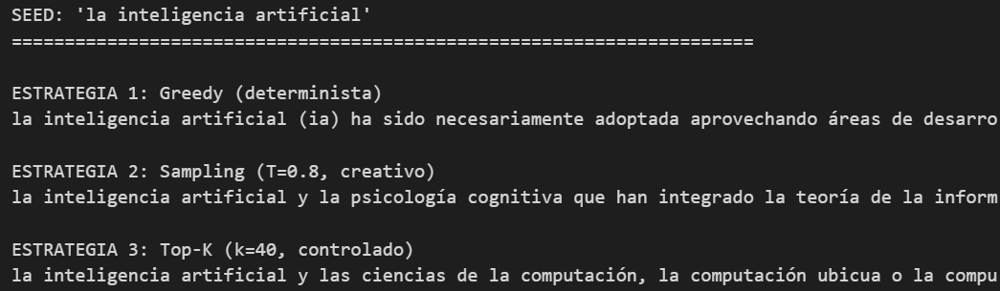 SEED: 'la inteligencia artificial'
======================================================================
ESTRATEGIA 1: Greedy (determinista)
la inteligencia artificial (ia) ha sido necesariamente adoptada aprovechando áreas de desarro
ESTRATEGIA 2: Sampling (T=0.8, creativo)
la inteligencia artificial y la psicología cognitiva que han integrado la teoría de la inform
ESTRATEGIA 3: Top-K (k=40, controlado)
la inteligencia artificial y las ciencias de la computación, la computación ubicua o la compu